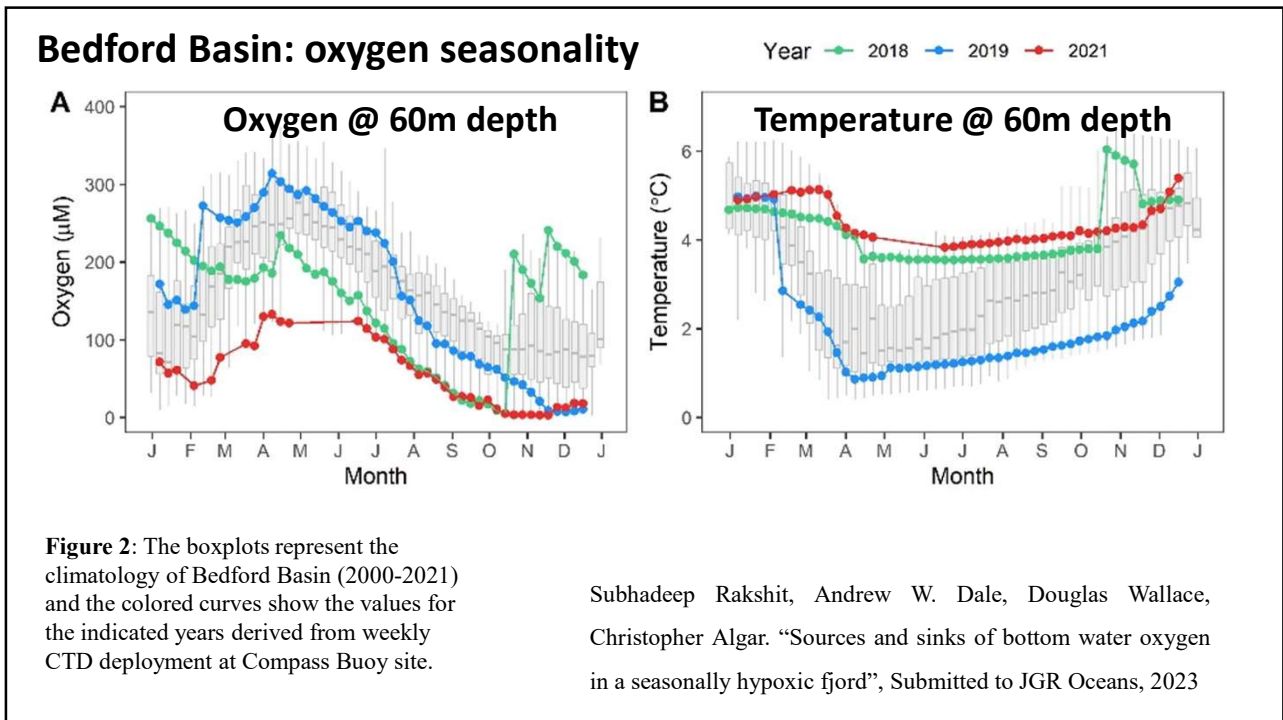 Bedford Basin: oxygen seasonality
Year 2018 2019 2021
A
Oxygen @ 60m depth
400
300
200
100
0
Oxygen (µM)
J F M A M J J A S O N D J
Month
B
Temperature @ 60m depth
6
4
2
0
Temperature (°C)
J F M A M J J A S O N D J
Month
Figure 2: The boxplots represent the
climatology of Bedford Basin (2000-2021)
and the colored curves show the values for
the indicated years derived from weekly
CTD deployment at Compass Buoy site.
Subhadeep Rakshit, Andrew W. Dale, Douglas Wallace,
Christopher Algar. “Sources and sinks of bottom water oxygen
in a seasonally hypoxic fjord”, Submitted to JGR Oceans, 2023